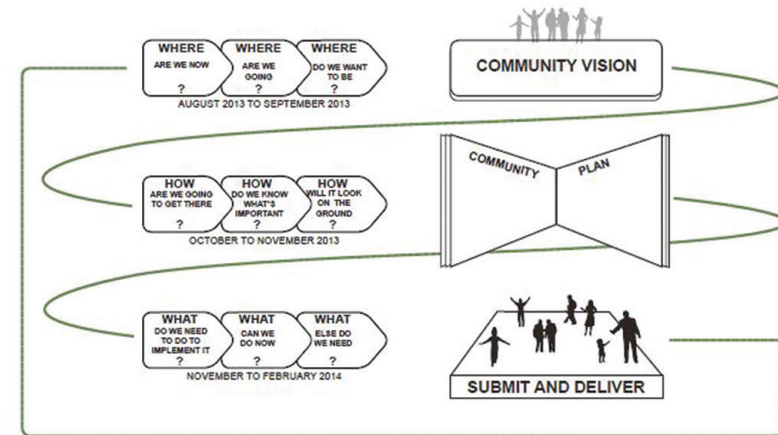 WHERE
ARE WE NOW
?
WHERE
ARE WE
GOING
?
WHERE
DO WE WANT
TO BE
?
AUGUST 2013 TO SEPTEMBER 2013
COMMUNITY VISION
HOW
ARE WE GOING
TO GET THERE
?
HOW
DO WE KNOW
WHAT'S
IMPORTANT
?
HOW
WILL IT LOOK
ON THE
GROUND
?
OCTOBER TO NOVEMBER 2013
COMMUNITY
PLAN
WHAT
DO WE NEED
TO DO TO
IMPLEMENT IT
?
WHAT
CAN WE
DO NOW
?
WHAT
ELSE DO
WE NEED
?
NOVEMBER TO FEBRUARY 2014
SUBMIT AND DELIVER